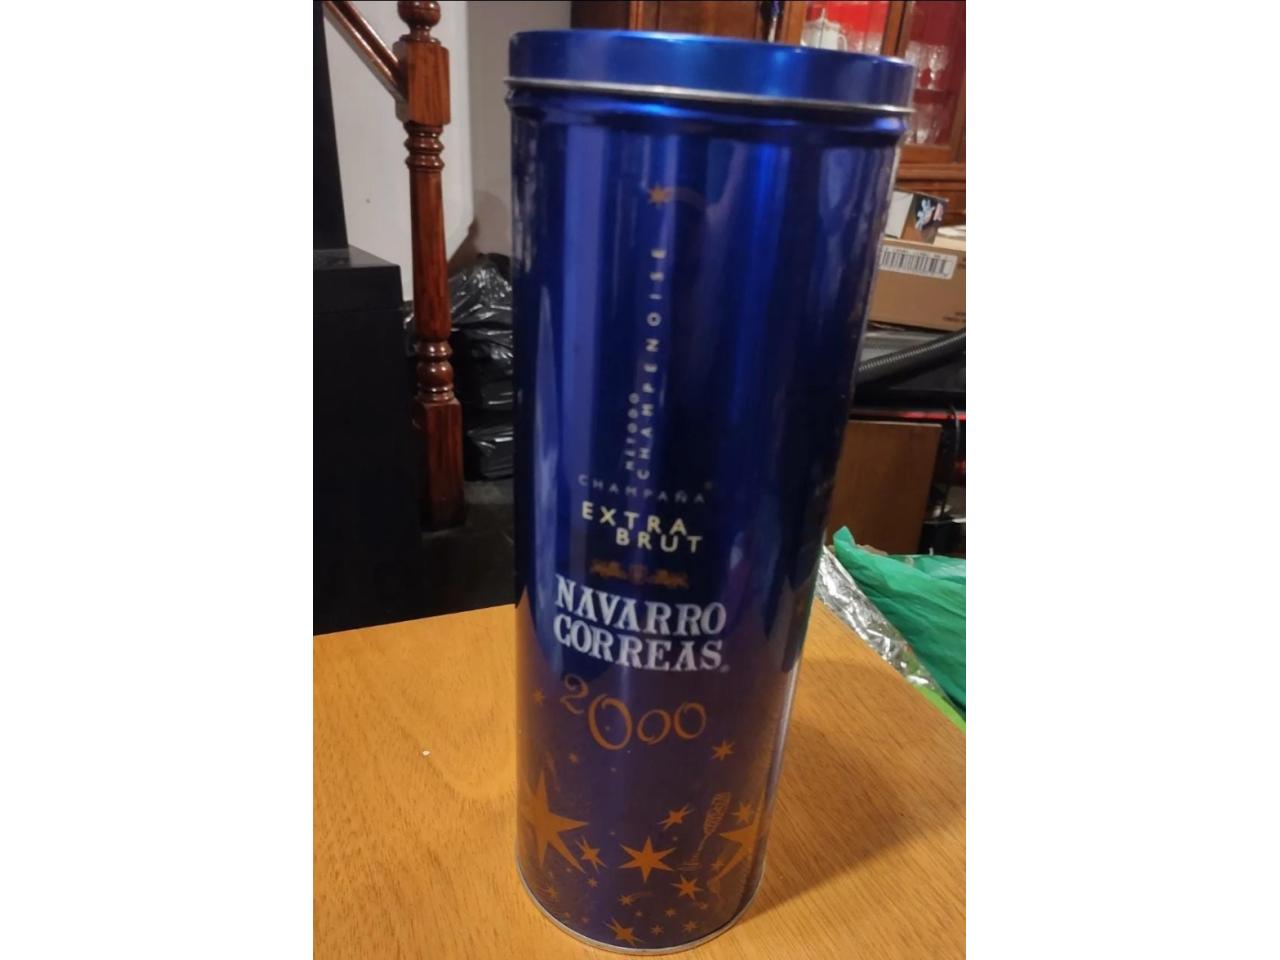 MÉTODO
CHAMPENOISE
CHAMPAÑA
EXTRA
BRUT
NAVARRO
CORREAS
2000